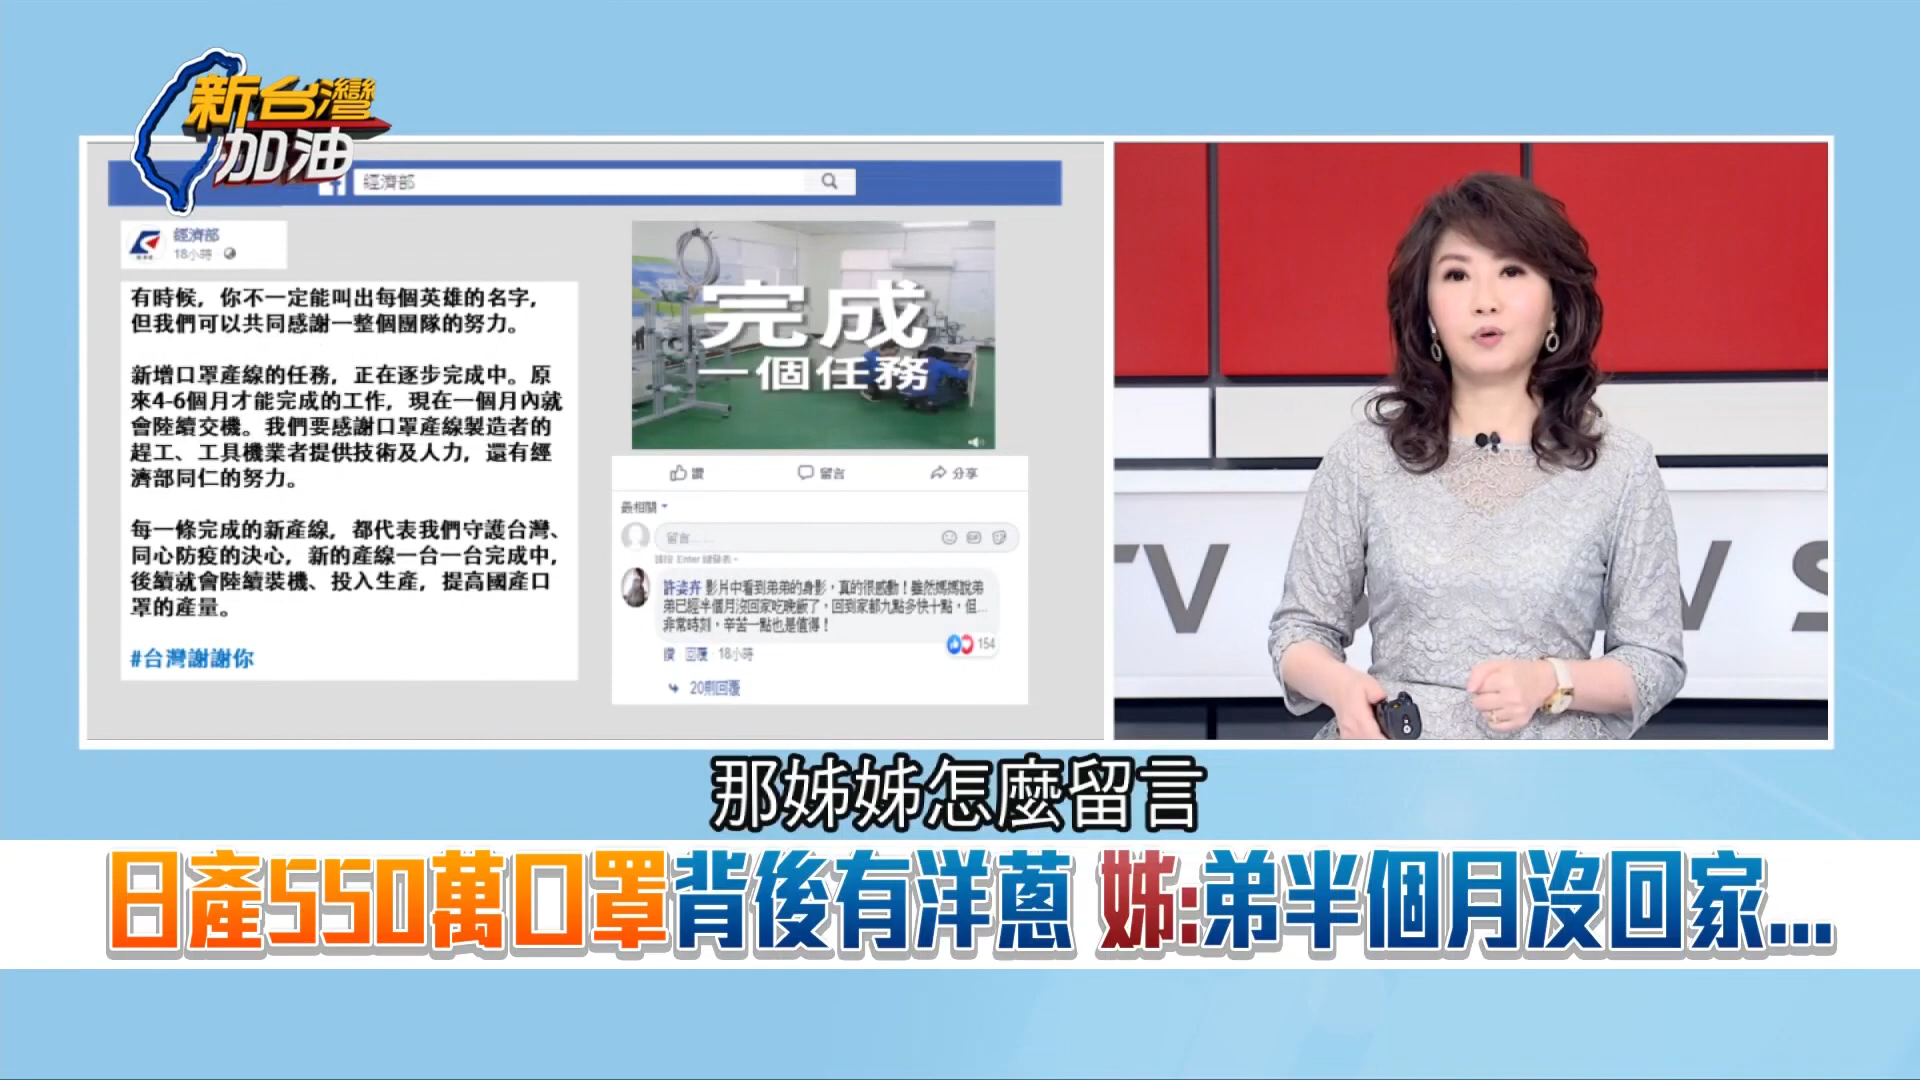 新台灣
加油
經濟部
經濟部
18小時
有時候，你不一定能叫出每個英雄的名字，
但我們可以共同感謝一整個團隊的努力。
新增口罩產線的任務，正在逐步完成中。原
來4-6個月才能完成的工作，現在一個月內就
會陸續交機。我們要感謝口罩產線製造者的
趕工、工具機業者提供技術及人力，還有經
濟部同仁的努力。
每一條完成的新產線，都代表我們守護台灣、
同心防疫的決心，新的產線一台一台完成中，
後續就會陸續裝機、投入生產，提高國產口
罩的產量。
#台灣謝謝你
完成
一個任務
讚 留言 分享
最相關
留言……
許姿卉 影片中看到弟弟的身影，真的很感動！雖然媽媽說弟
弟已經半個月沒回家吃晚飯了，回到家都九點多快十點，但...
非常時刻，辛苦一點也是值得！
154
讚 回覆 18小時
20則回覆
TV
那姊姊怎麼留言
日產550萬口罩背後有洋蔥 姊:弟半個月沒回家...